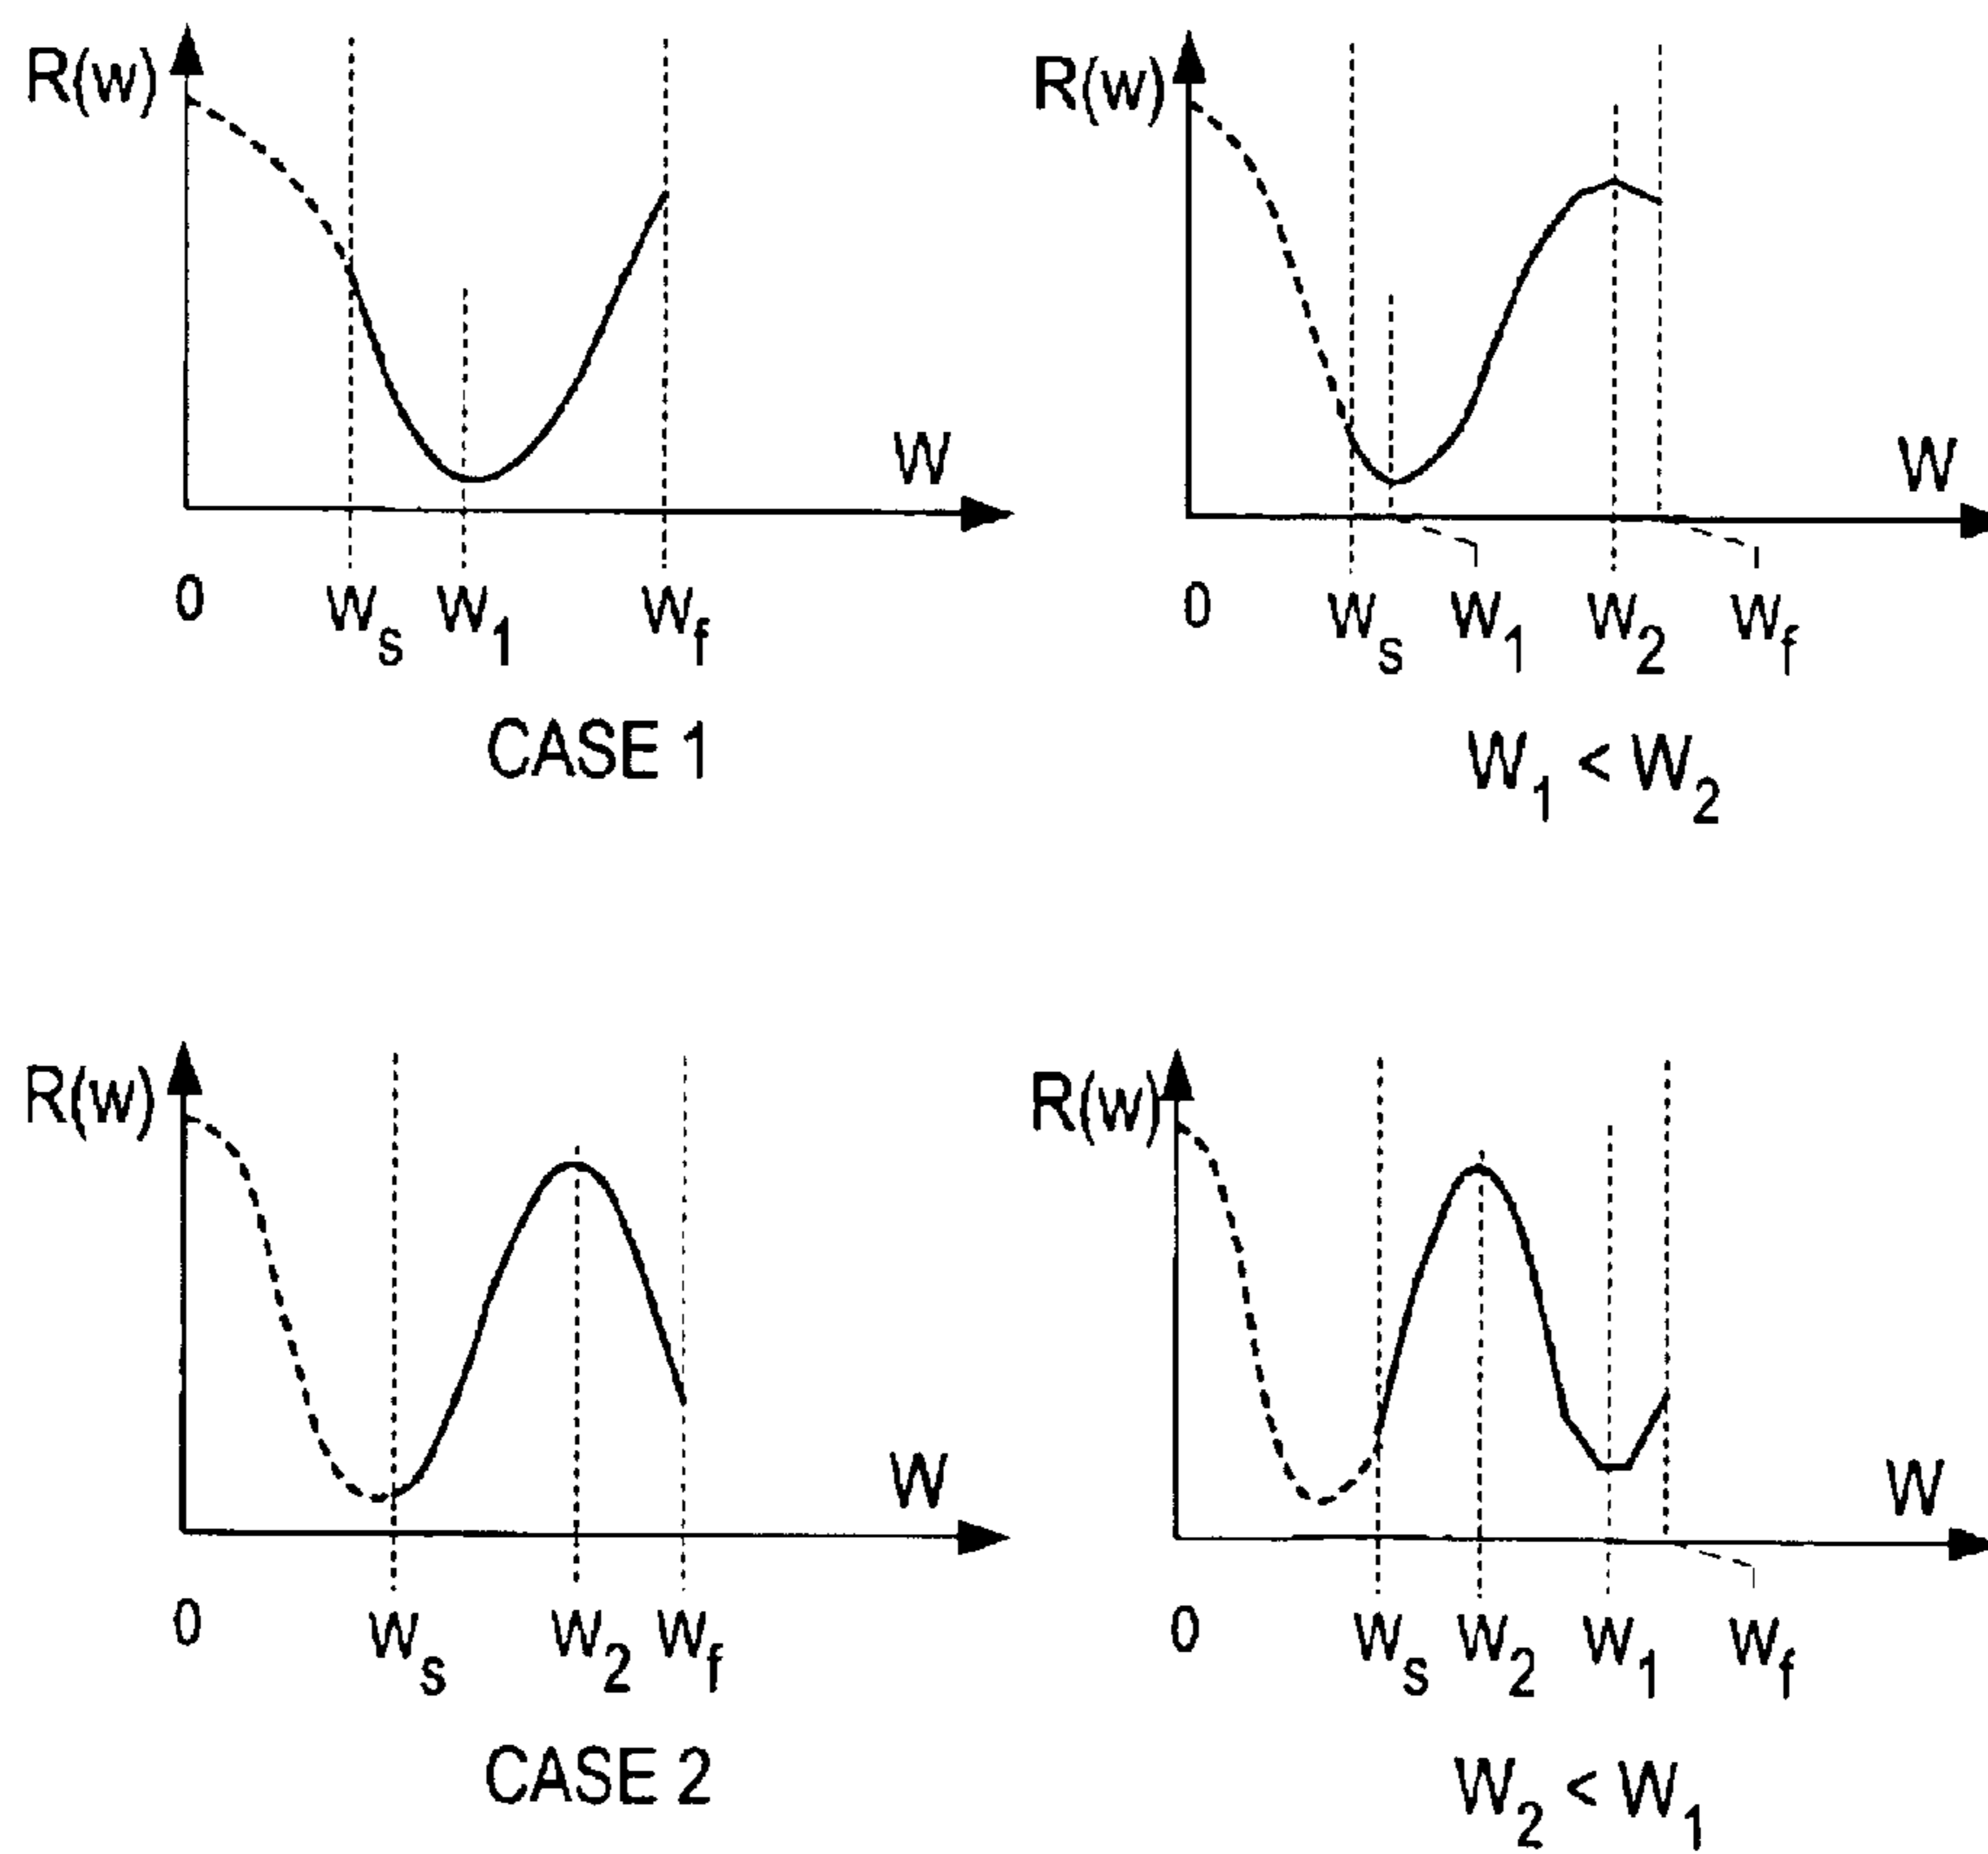 R(w)
W
0 Ws W1 Wf
CASE 1
R(w)
W
0 Ws W1 W2 Wf
W1 < W2
R(w)
W
0 Ws W2 Wf
CASE 2
R(w)
W
0 Ws W2 W1 Wf
W2 < W1